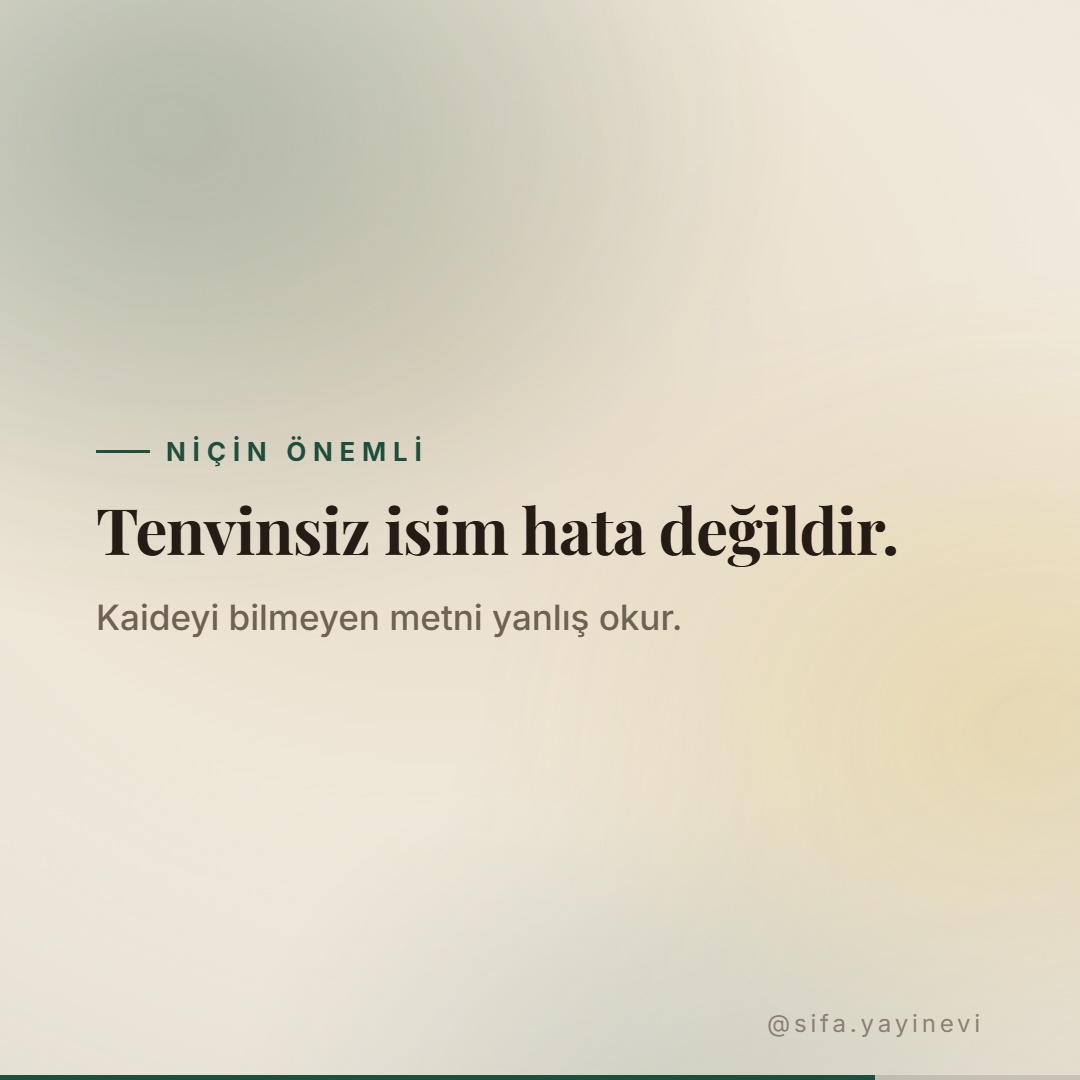 NİÇİN ÖNEMLİ
Tenvinsiz isim hata değildir.
Kaideyi bilmeyen metni yanlış okur.
@sifa.yayinevi